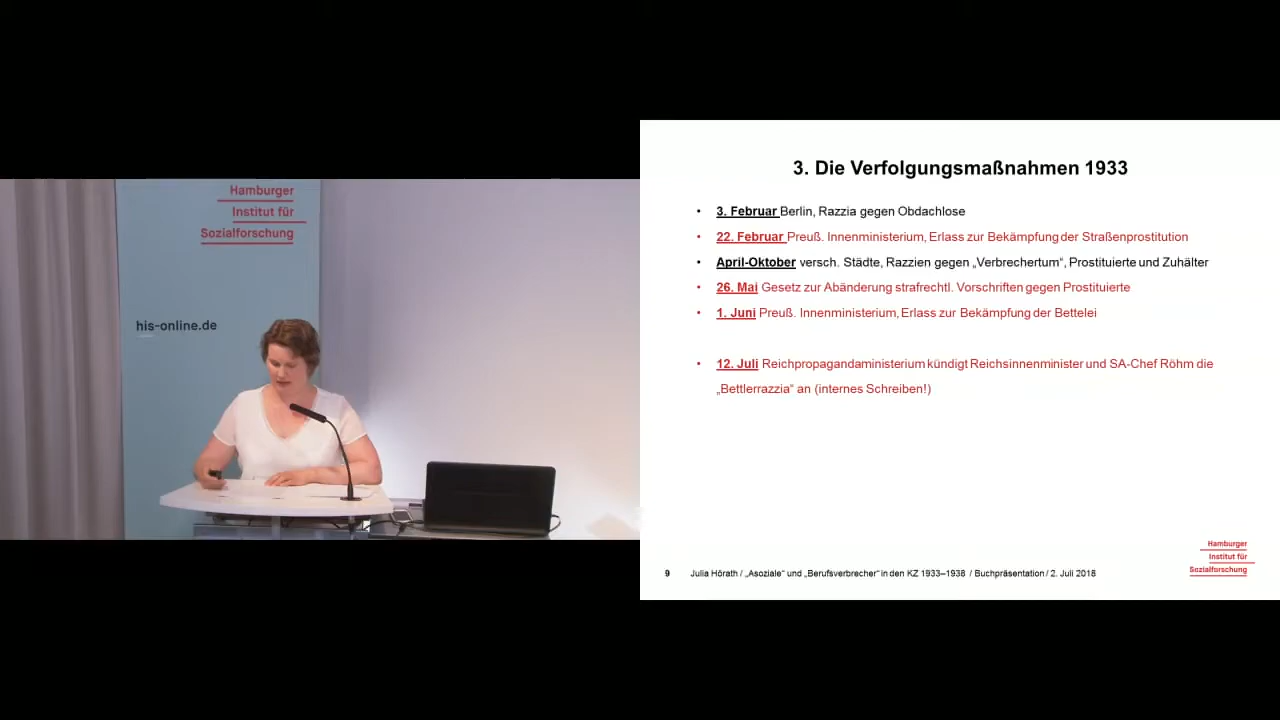 Hamburger
Institut für
Sozialforschung
his-online.de
3. Die Verfolgungsmaßnahmen 1933
• 3. Februar Berlin, Razzia gegen Obdachlose
• 22. Februar Preuß. Innenministerium, Erlass zur Bekämpfung der Straßenprostitution
• April-Oktober versch. Städte, Razzien gegen „Verbrechertum“, Prostituierte und Zuhälter
• 26. Mai Gesetz zur Abänderung strafrechtl. Vorschriften gegen Prostituierte
• 1. Juni Preuß. Innenministerium, Erlass zur Bekämpfung der Bettelei
• 12. Juli Reichpropagandaministerium kündigt Reichsinnenminister und SA-Chef Röhm die
„Bettlerrazzia“ an (internes Schreiben!)
Hamburger
Institut für
Sozialforschung
9 Julia Hörath / „Asoziale“ und „Berufsverbrecher“ in den KZ 1933–1938 / Buchpräsentation / 2. Juli 2018